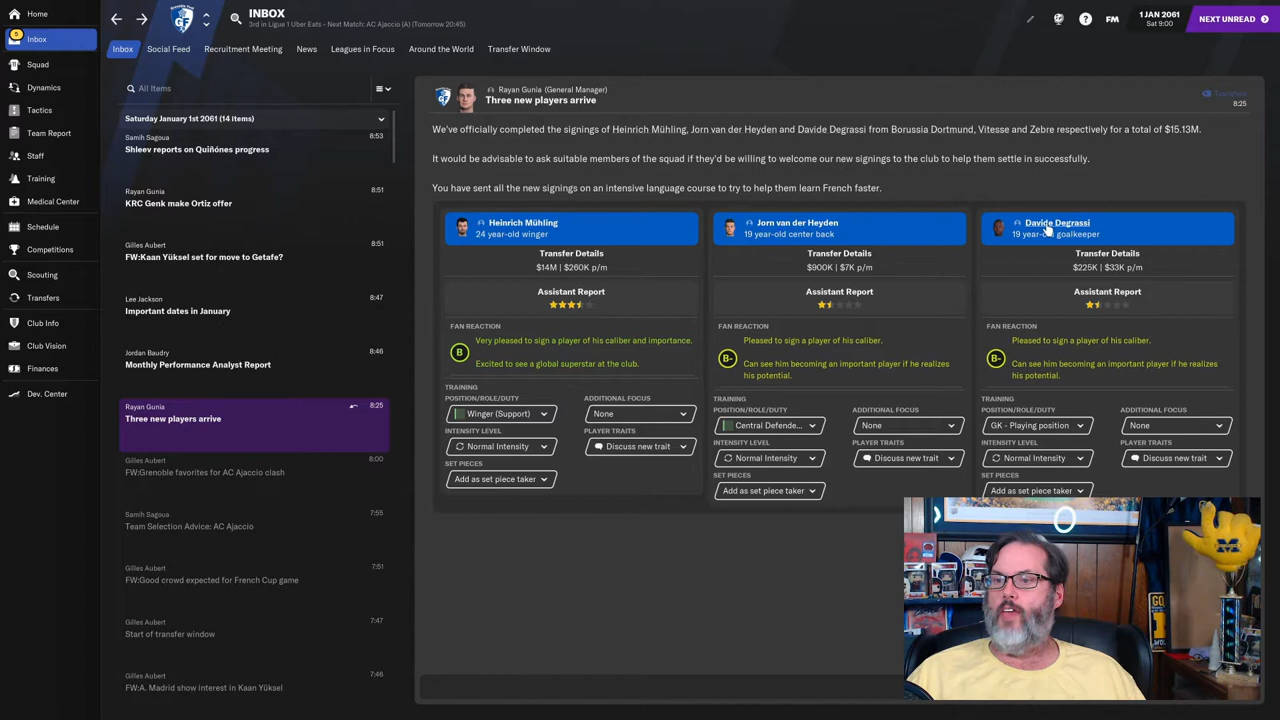 Home
Inbox
5
Squad
Dynamics
Tactics
Team Report
Staff
Training
Medical Center
Schedule
Competitions
Scouting
Transfers
Club Info
Club Vision
Finances
Dev. Center
INBOX
3rd in Ligue 1 Uber Eats - Next Match: AC Ajaccio (A) (Tomorrow 20:45)
FM
1 JAN 2061
Sat 9:00
NEXT UNREAD
Inbox
Social Feed
Recruitment Meeting
News
Leagues in Focus
Around the World
Transfer Window
All Items
Saturday January 1st 2061 (14 items)
Samih Sagoua
8:53
Shleev reports on Quiñónes progress
Rayan Gunia
8:51
KRC Genk make Ortiz offer
Gilles Aubert
8:51
FW:Kaan Yüksel set for move to Getafe?
Lee Jackson
8:47
Important dates in January
Jordan Baudry
8:46
Monthly Performance Analyst Report
Rayan Gunia
8:25
Three new players arrive
Gilles Aubert
8:00
FW:Grenoble favorites for AC Ajaccio clash
Samih Sagoua
7:55
Team Selection Advice: AC Ajaccio
Gilles Aubert
7:51
FW:Good crowd expected for French Cup game
Gilles Aubert
7:47
Start of transfer window
Gilles Aubert
7:46
FW:A. Madrid show interest in Kaan Yüksel
Rayan Gunia (General Manager)
Three new players arrive
Transfer
8:25
We've officially completed the signings of Heinrich Mühling, Jorn van der Heyden and Davide Degrassi from Borussia Dortmund, Vitesse and Zebre respectively for a total of $15.13M.
It would be advisable to ask suitable members of the squad if they'd be willing to welcome our new signings to the club to help them settle in successfully.
You have sent all the new signings on an intensive language course to try to help them learn French faster.
Heinrich Mühling
24 year-old winger
Transfer Details
$14M | $260K p/m
Assistant Report
FAN REACTION
B
Very pleased to sign a player of his caliber and importance.
Excited to see a global superstar at the club.
TRAINING
POSITION/ROLE/DUTY
ADDITIONAL FOCUS
Winger (Support)
None
INTENSITY LEVEL
PLAYER TRAITS
Normal Intensity
Discuss new trait
SET PIECES
Add as set piece taker
Jorn van der Heyden
19 year-old center back
Transfer Details
$900K | $7K p/m
Assistant Report
FAN REACTION
B-
Pleased to sign a player of his caliber.
Can see him becoming an important player if he realizes
his potential.
TRAINING
POSITION/ROLE/DUTY
ADDITIONAL FOCUS
Central Defende...
None
INTENSITY LEVEL
PLAYER TRAITS
Normal Intensity
Discuss new trait
SET PIECES
Add as set piece taker
Davide Degrassi
19 year-old goalkeeper
Transfer Details
$225K | $33K p/m
Assistant Report
FAN REACTION
B-
Pleased to sign a player of his caliber.
Can see him becoming an important player if he realizes
his potential.
TRAINING
POSITION/ROLE/DUTY
ADDITIONAL FOCUS
GK - Playing position
None
INTENSITY LEVEL
PLAYER TRAITS
Normal Intensity
Discuss new trait
SET PIECES
Add as set piece taker